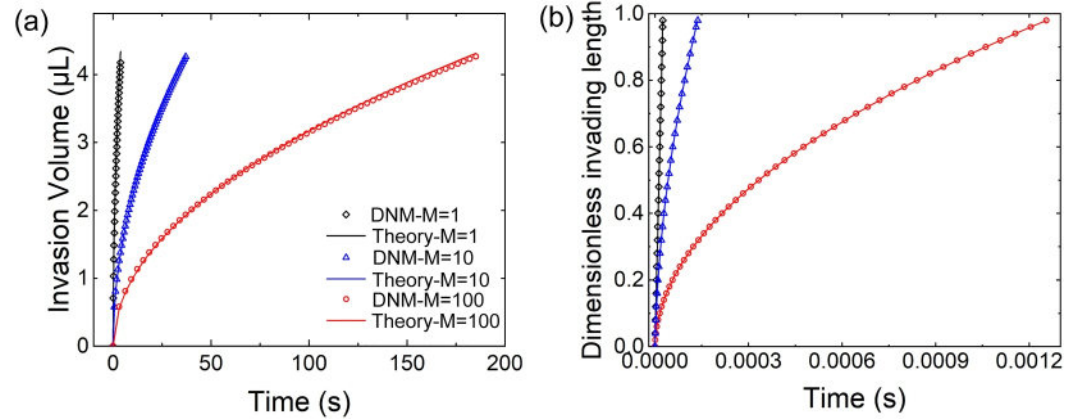 (a)
Invasion Volume (µL)
4
3
2
1
0
0 50 100 150 200
Time (s)
DNM-M=1
Theory-M=1
DNM-M=10
Theory-M=10
DNM-M=100
Theory-M=100
(b)
Dimensionless invading length
1.0
0.8
0.6
0.4
0.2
0.0
0.0000 0.0003 0.0006 0.0009 0.0012
Time (s)